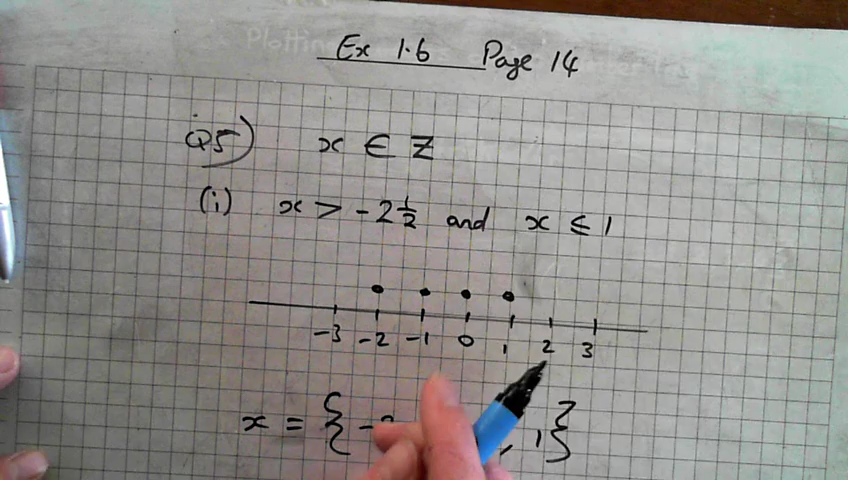 Ex 1.6 Page 14
Q5) x ∈ Z
(i) x > -2½ and x ≤ 1
-3 -2 -1 0 1 2 3
x = { , 1}